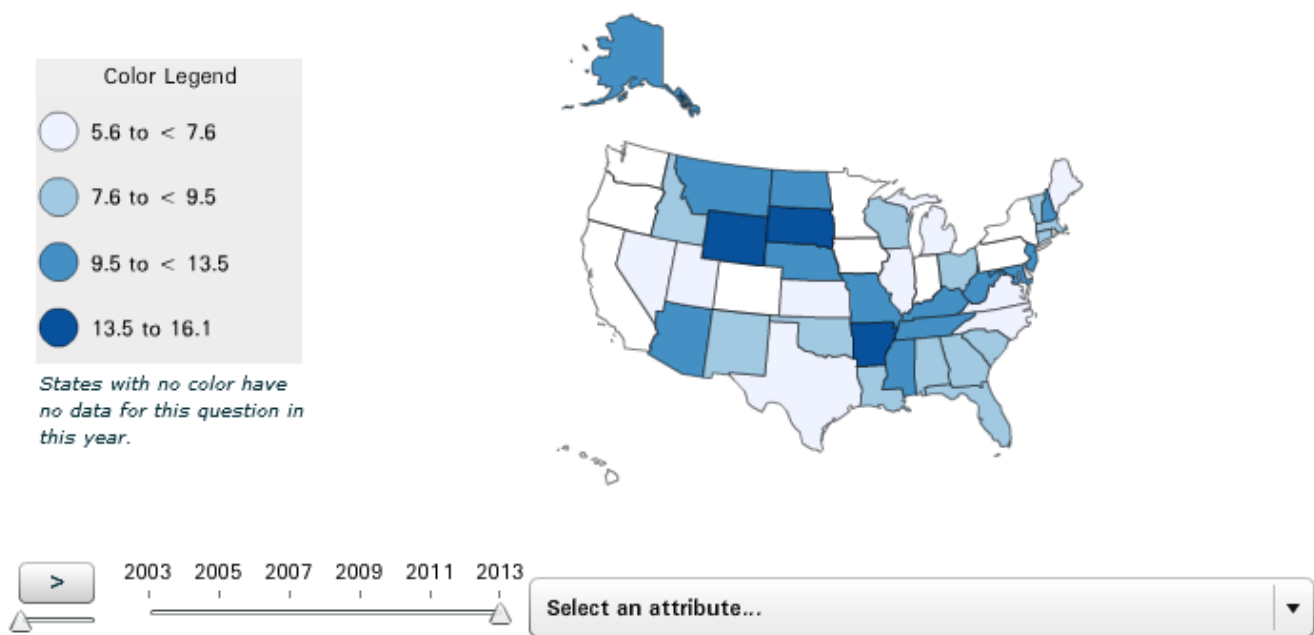 Color Legend
5.6 to < 7.6
7.6 to < 9.5
9.5 to < 13.5
13.5 to 16.1
States with no color have
no data for this question in
this year.
>
2003 2005 2007 2009 2011 2013
Select an attribute...